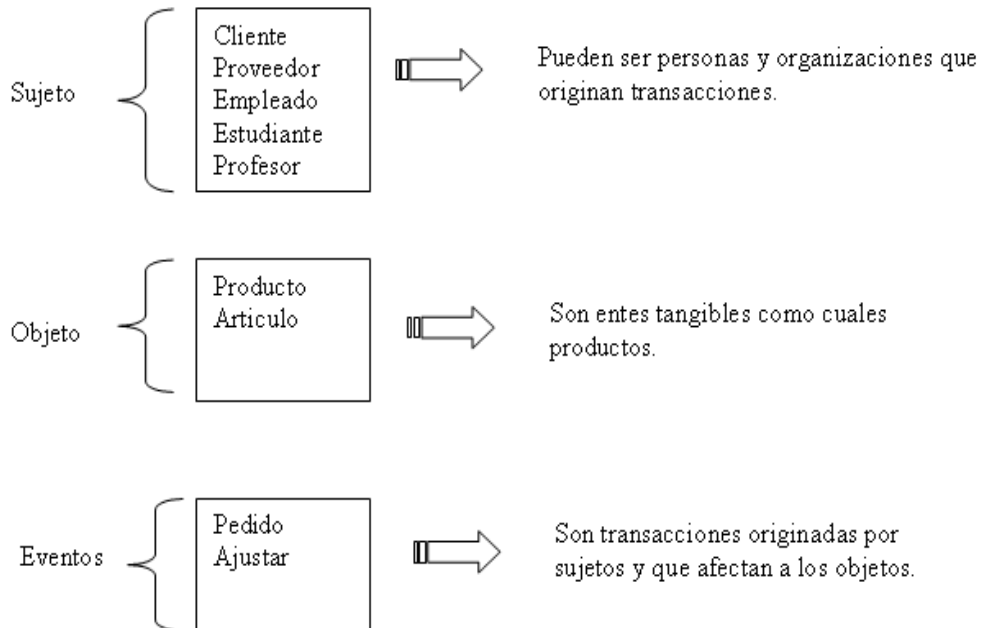 Sujeto
Cliente
Proveedor
Empleado
Estudiante
Profesor
Pueden ser personas y organizaciones que
originan transacciones.
Objeto
Producto
Articulo
Son entes tangibles como cuales
productos.
Eventos
Pedido
Ajustar
Son transacciones originadas por
sujetos y que afectan a los objetos.